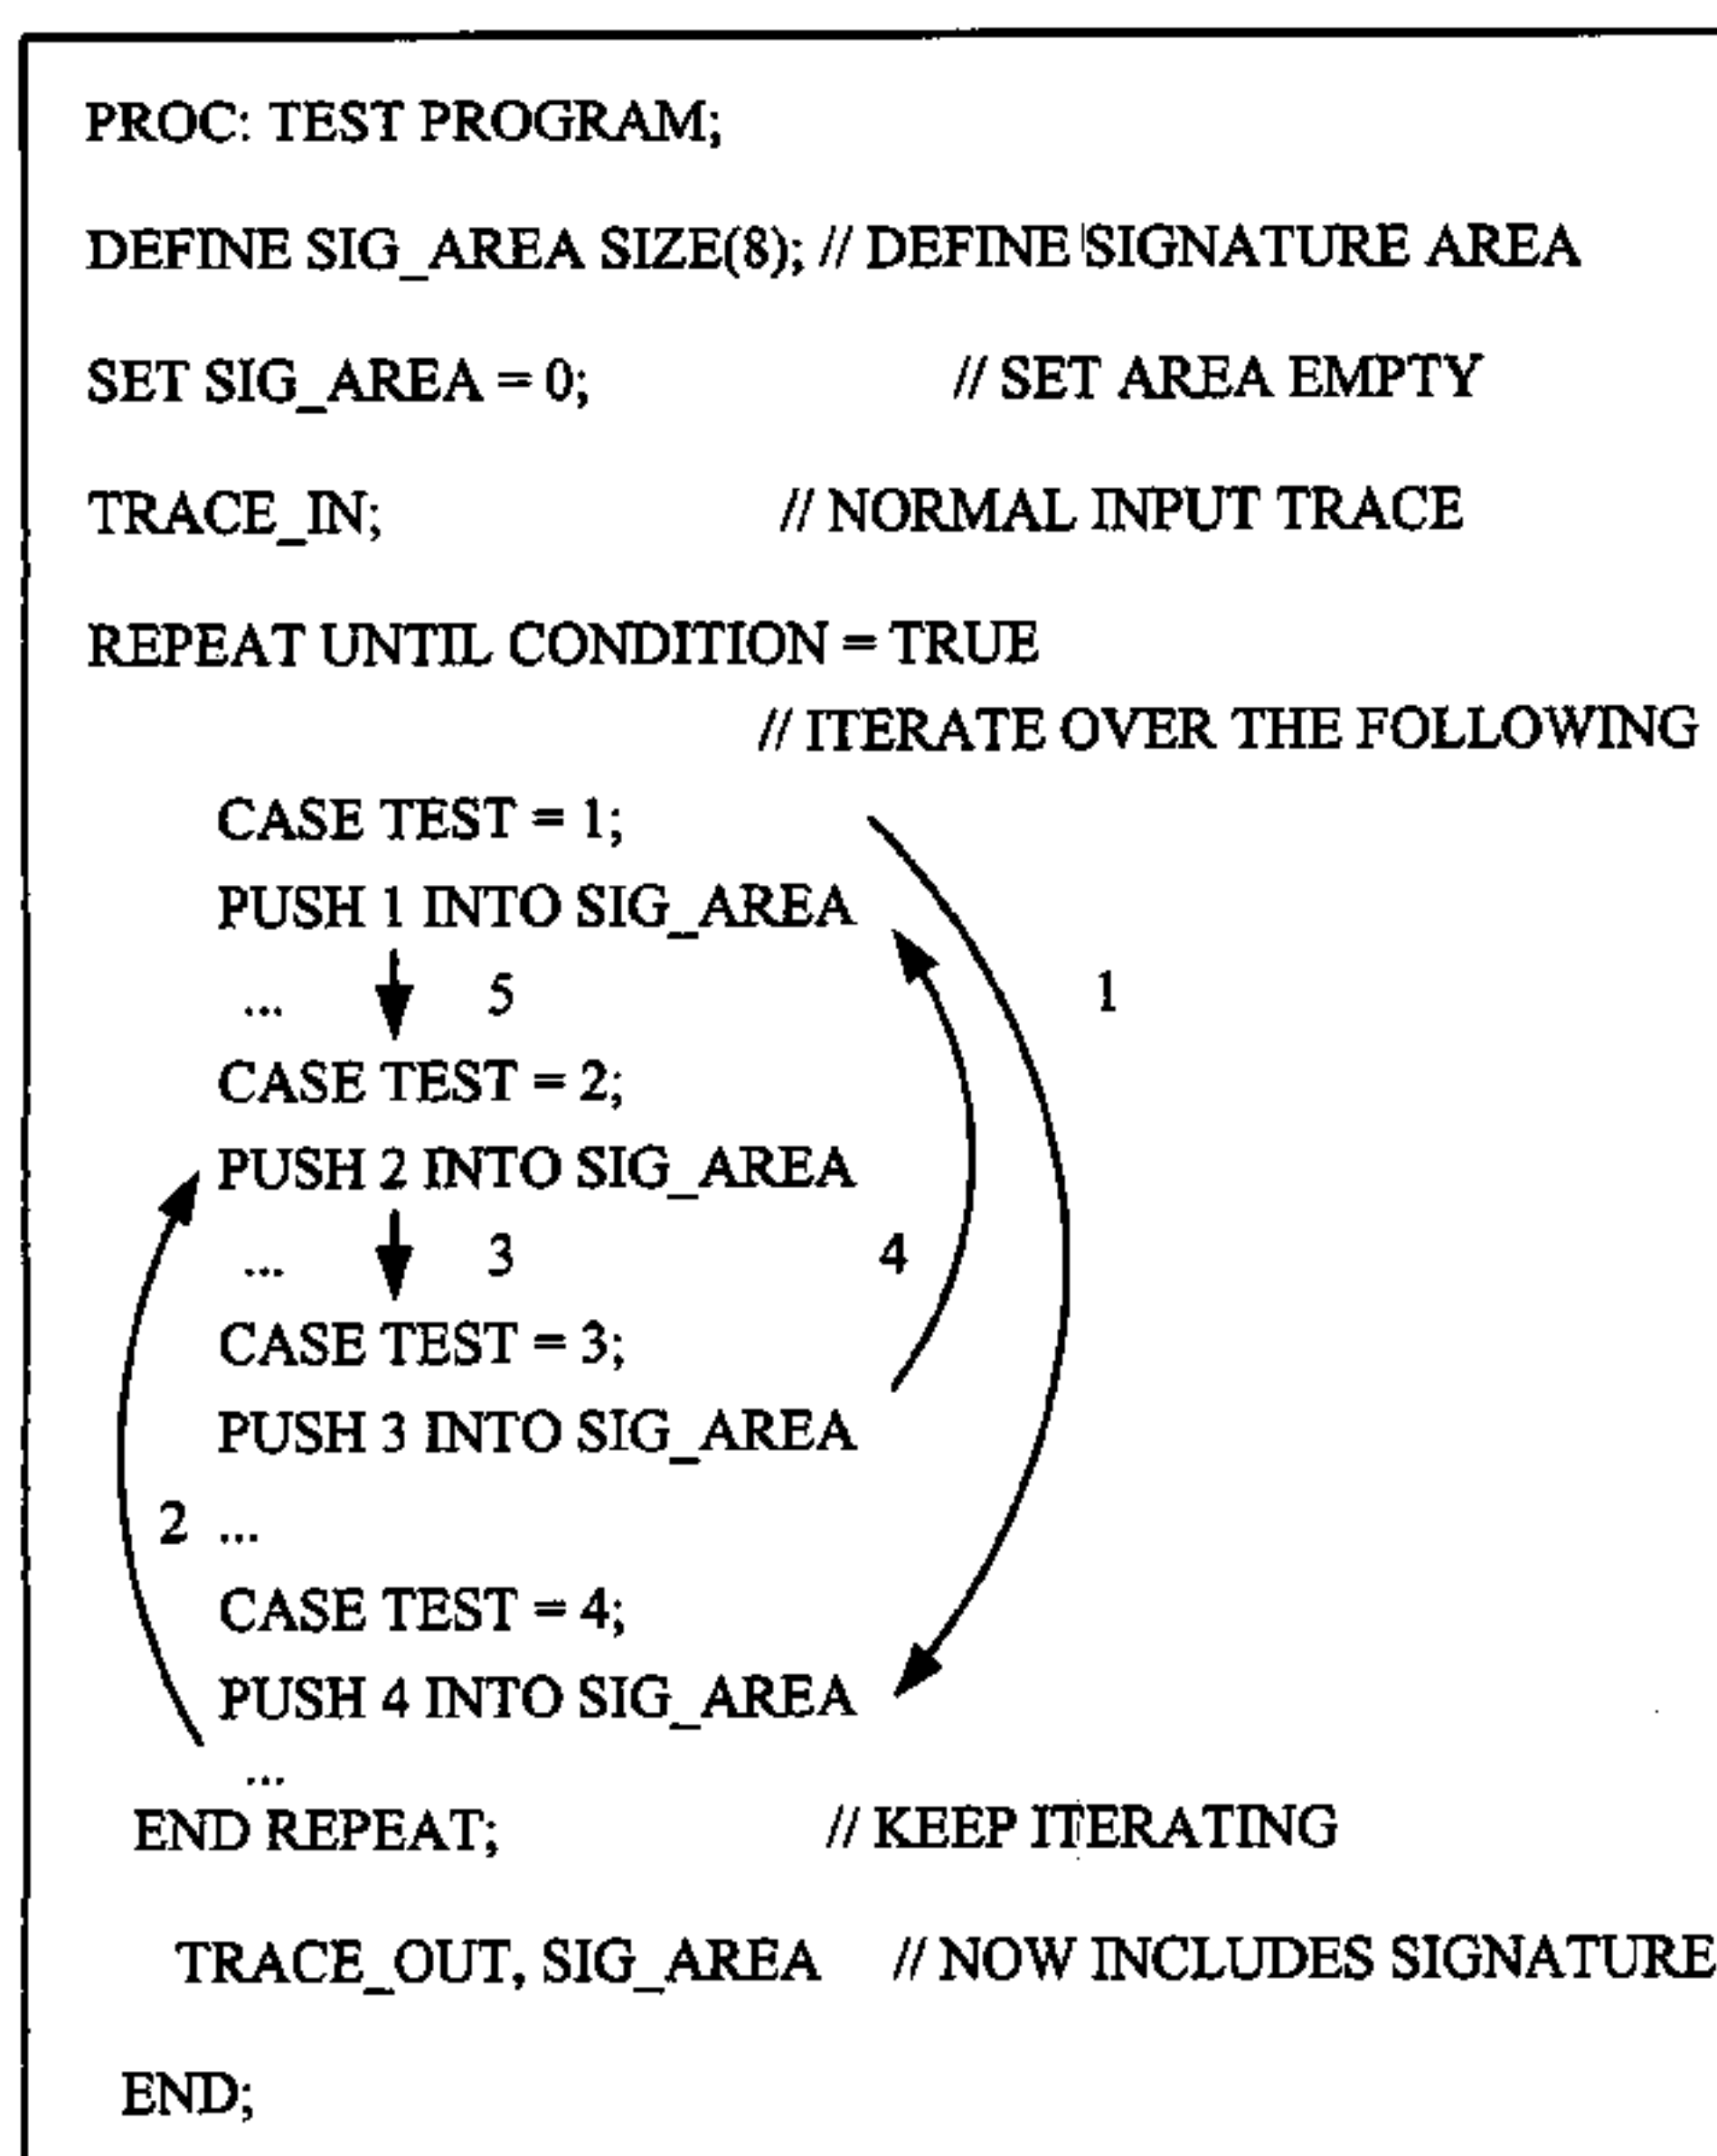 PROC: TEST PROGRAM;
DEFINE SIG_AREA SIZE(8); // DEFINE SIGNATURE AREA
SET SIG_AREA = 0; // SET AREA EMPTY
TRACE_IN; // NORMAL INPUT TRACE
REPEAT UNTIL CONDITION = TRUE
// ITERATE OVER THE FOLLOWING
CASE TEST = 1;
PUSH 1 INTO SIG_AREA
... 5 1
CASE TEST = 2;
PUSH 2 INTO SIG_AREA
... 3 4
CASE TEST = 3;
PUSH 3 INTO SIG_AREA
2 ...
CASE TEST = 4;
PUSH 4 INTO SIG_AREA
...
END REPEAT; // KEEP ITERATING
TRACE_OUT, SIG_AREA // NOW INCLUDES SIGNATURE
END;